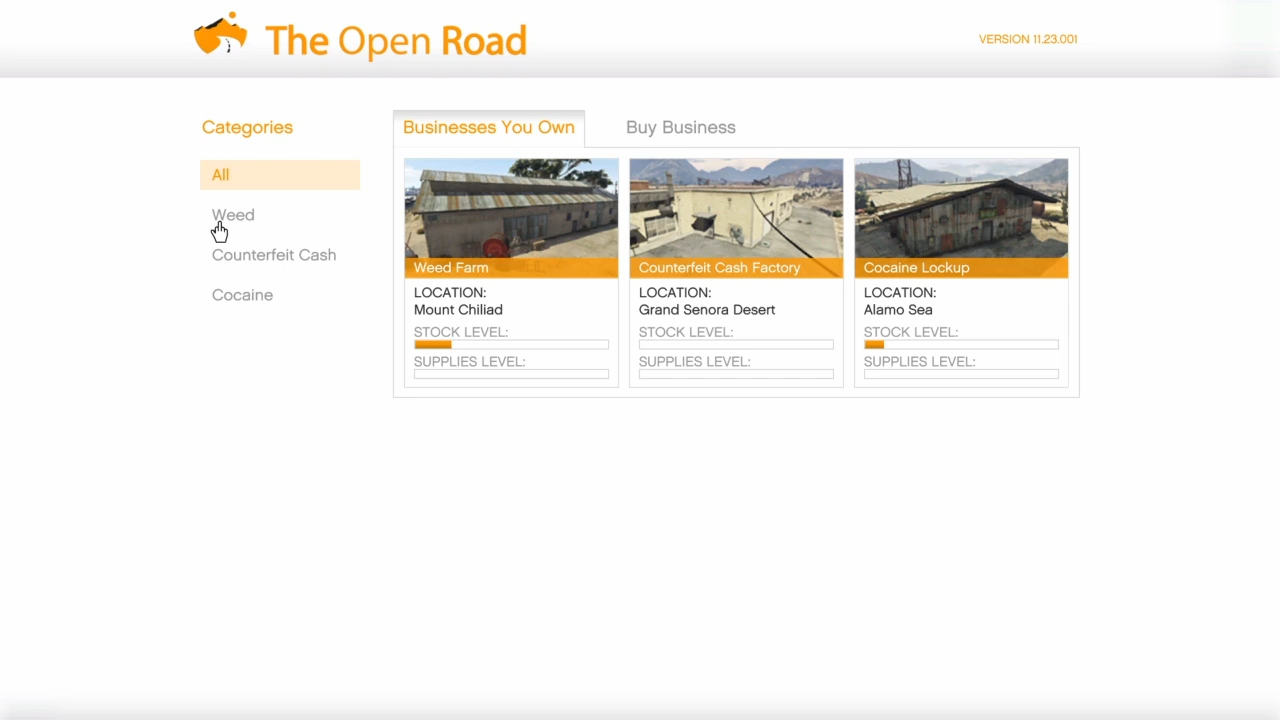 The Open Road
VERSION 11.23.001
Categories
All
Weed
Counterfeit Cash
Cocaine
Businesses You Own
Buy Business
Weed Farm
LOCATION:
Mount Chiliad
STOCK LEVEL:
SUPPLIES LEVEL:
Counterfeit Cash Factory
LOCATION:
Grand Senora Desert
STOCK LEVEL:
SUPPLIES LEVEL:
Cocaine Lockup
LOCATION:
Alamo Sea
STOCK LEVEL:
SUPPLIES LEVEL: